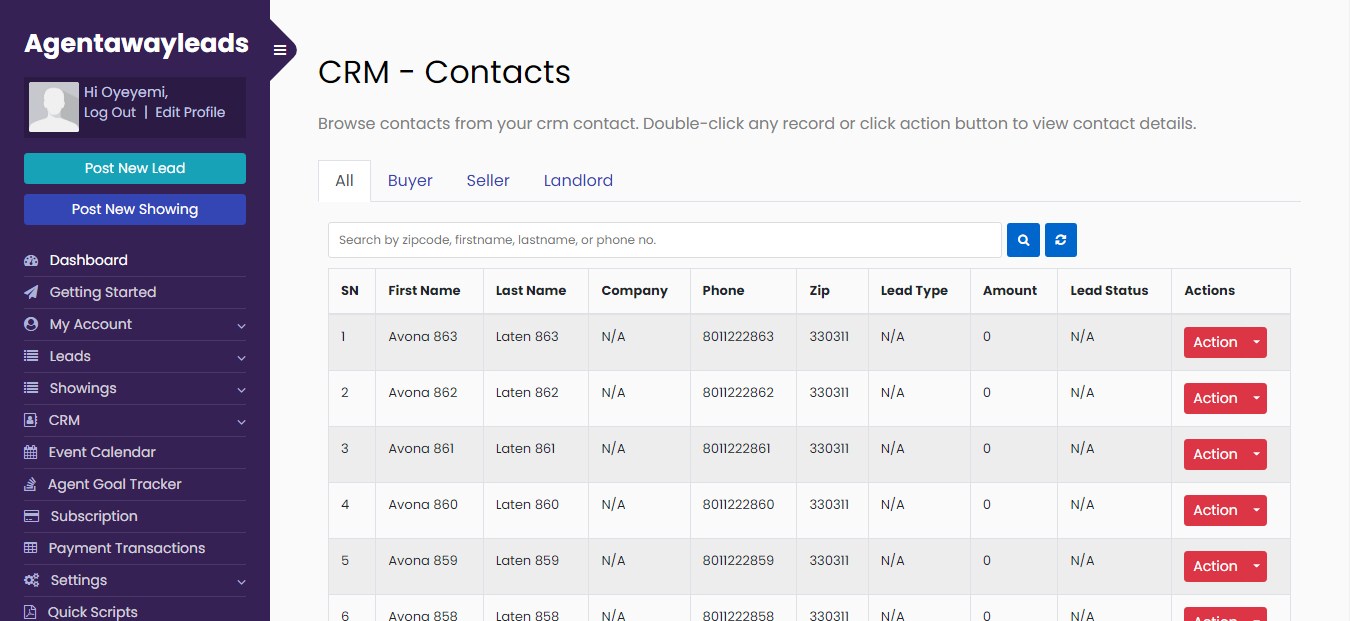 Agentawayleads
Hi Oyeyemi,
Log Out | Edit Profile
Post New Lead
Post New Showing
Dashboard
Getting Started
My Account
Leads
Showings
CRM
Event Calendar
Agent Goal Tracker
Subscription
Payment Transactions
Settings
Quick Scripts
CRM - Contacts
Browse contacts from your crm contact. Double-click any record or click action button to view contact details.
All Buyer Seller Landlord
Search by zipcode, firstname, lastname, or phone no.
SN First Name Last Name Company Phone Zip Lead Type Amount Lead Status Actions
1 Avona 863 Laten 863 N/A 8011222863 330311 N/A 0 N/A Action
2 Avona 862 Laten 862 N/A 8011222862 330311 N/A 0 N/A Action
3 Avona 861 Laten 861 N/A 8011222861 330311 N/A 0 N/A Action
4 Avona 860 Laten 860 N/A 8011222860 330311 N/A 0 N/A Action
5 Avona 859 Laten 859 N/A 8011222859 330311 N/A 0 N/A Action
6 Avona 858 Laten 858 N/A 8011222858 330311 N/A 0 N/A Action